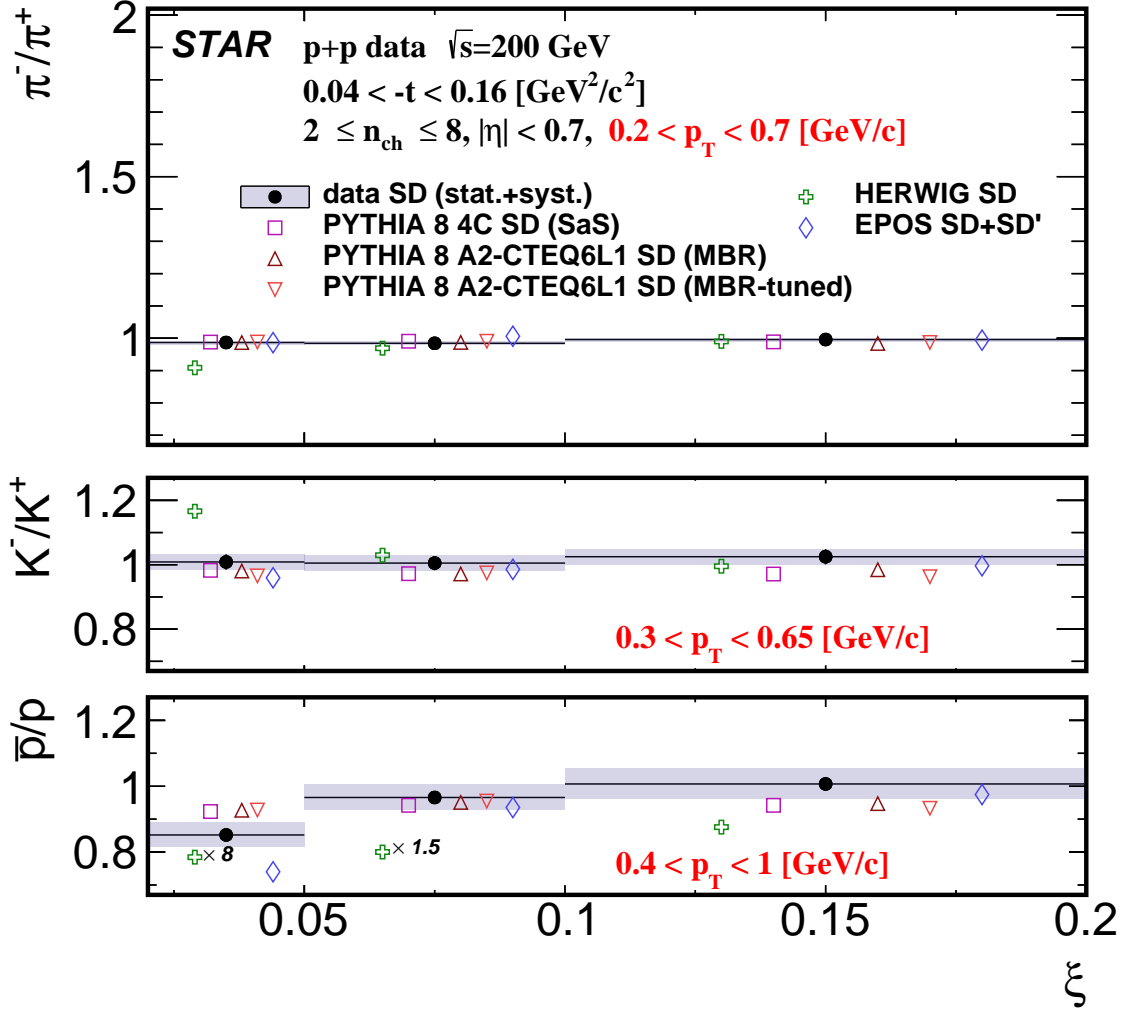 π⁻/π⁺
2
1.5
1
STAR p+p data √s=200 GeV
0.04 < -t < 0.16 [GeV²/c²]
2 ≤ n_ch ≤ 8, |η| < 0.7, 0.2 < p_T < 0.7 [GeV/c]
data SD (stat.+syst.)
PYTHIA 8 4C SD (SaS)
PYTHIA 8 A2-CTEQ6L1 SD (MBR)
PYTHIA 8 A2-CTEQ6L1 SD (MBR-tuned)
HERWIG SD
EPOS SD+SD'
K⁻/K⁺
1.2
1
0.8
0.3 < p_T < 0.65 [GeV/c]
p̅/p
1.2
1
0.8
× 8
× 1.5
0.4 < p_T < 1 [GeV/c]
0.05 0.1 0.15 0.2
ξ